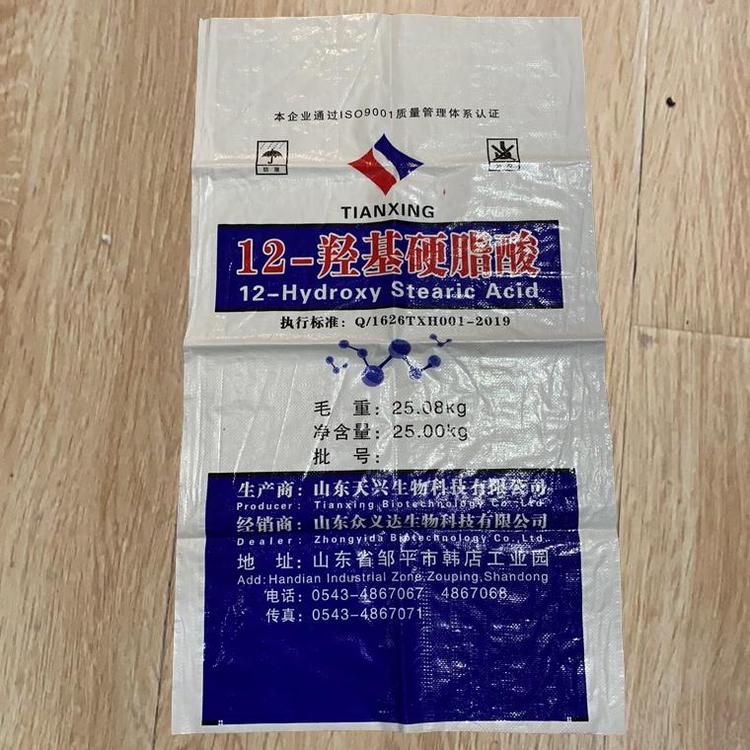 本企业通过ISO9001质量管理体系认证
TIANXING
12-羟基硬脂酸
12-Hydroxy Stearic Acid
执行标准：Q/1626TXH001-2019
毛 重：25.08kg
净含量：25.00kg
批 号：
生产商：山东天兴生物科技有限公司
Producer: Tianxing Biotechnology Co.,Ltd.
经销商：山东众义达生物科技有限公司
Dealer: Zhongyida Biotechnology Co.,Ltd.
地 址：山东省邹平市韩店工业园
Add: Handian Industrial Zone,Zouping,Shandong
电话：0543-4867067 4867068
传真：0543-4867071